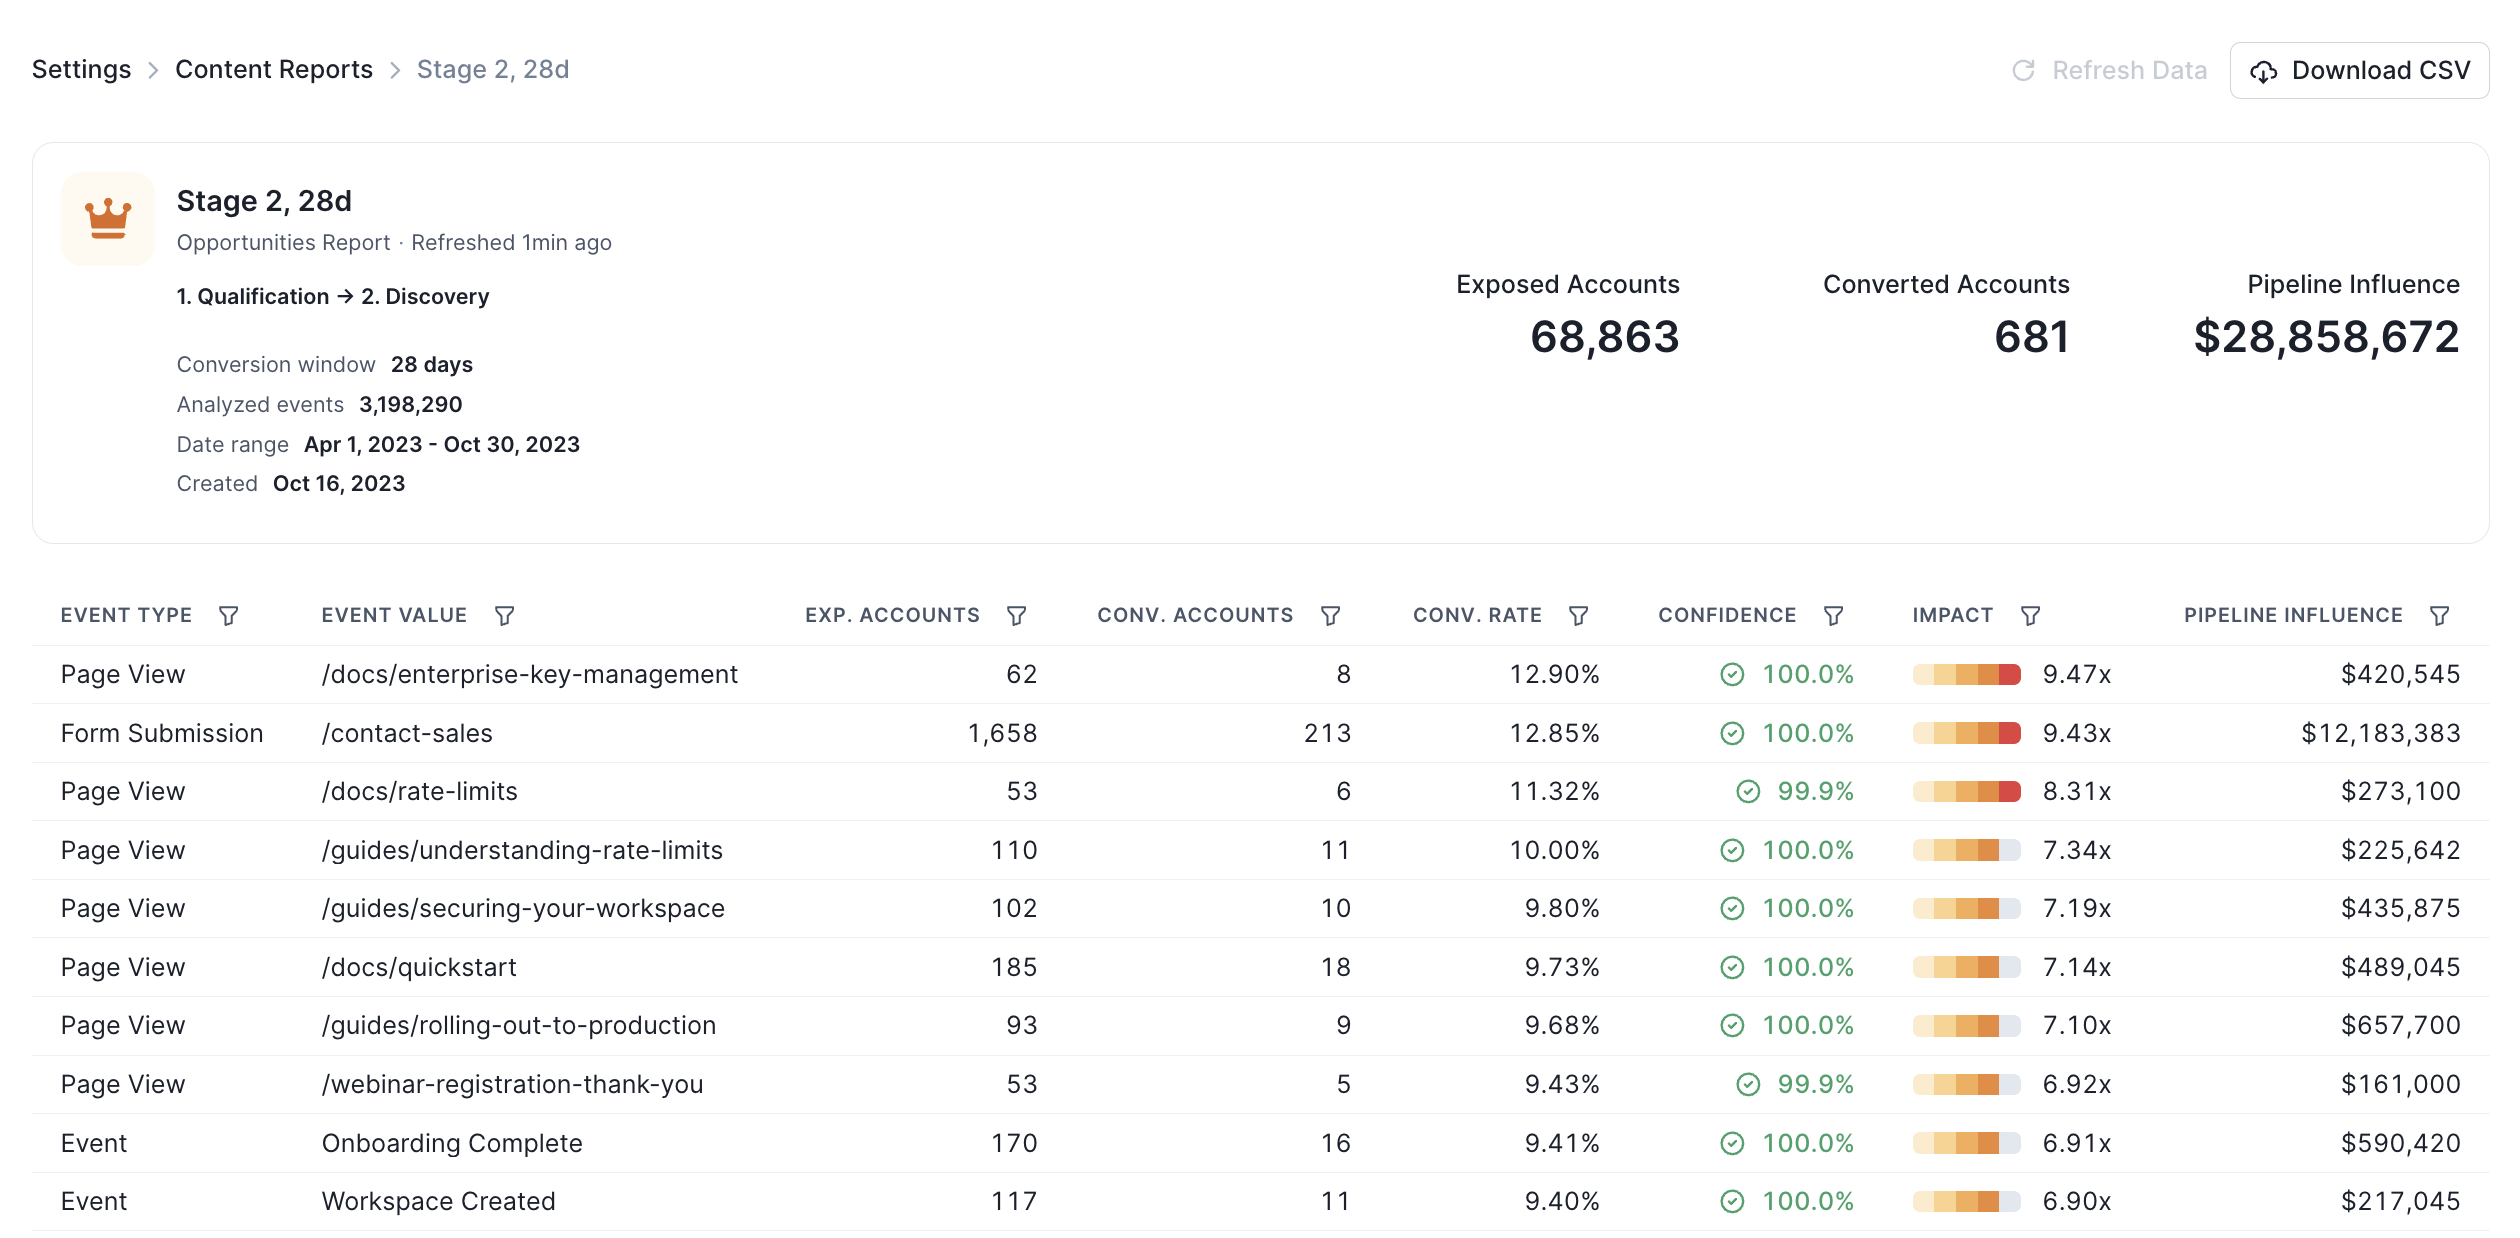 Settings > Content Reports > Stage 2, 28d
Refresh Data
Download CSV
Stage 2, 28d
Opportunities Report · Refreshed 1min ago
1. Qualification → 2. Discovery
Conversion window 28 days
Analyzed events 3,198,290
Date range Apr 1, 2023 - Oct 30, 2023
Created Oct 16, 2023
Exposed Accounts
68,863
Converted Accounts
681
Pipeline Influence
$28,858,672
EVENT TYPE EVENT VALUE EXP. ACCOUNTS CONV. ACCOUNTS CONV. RATE CONFIDENCE IMPACT PIPELINE INFLUENCE
Page View /docs/enterprise-key-management 62 8 12.90% 100.0% 9.47x $420,545
Form Submission /contact-sales 1,658 213 12.85% 100.0% 9.43x $12,183,383
Page View /docs/rate-limits 53 6 11.32% 99.9% 8.31x $273,100
Page View /guides/understanding-rate-limits 110 11 10.00% 100.0% 7.34x $225,642
Page View /guides/securing-your-workspace 102 10 9.80% 100.0% 7.19x $435,875
Page View /docs/quickstart 185 18 9.73% 100.0% 7.14x $489,045
Page View /guides/rolling-out-to-production 93 9 9.68% 100.0% 7.10x $657,700
Page View /webinar-registration-thank-you 53 5 9.43% 99.9% 6.92x $161,000
Event Onboarding Complete 170 16 9.41% 100.0% 6.91x $590,420
Event Workspace Created 117 11 9.40% 100.0% 6.90x $217,045